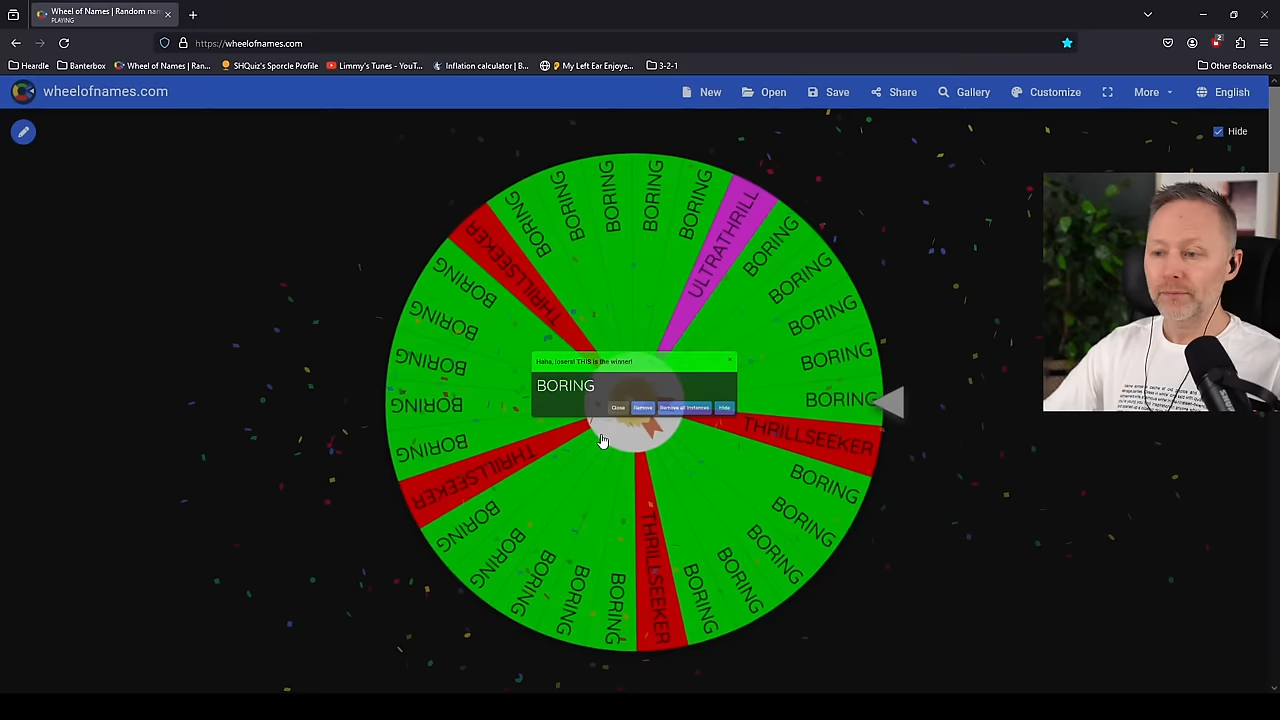 Wheel of Names | Random nam
PLAYING
https://wheelofnames.com
Heardle
Banterbox
Wheel of Names | Ran...
SHQuiz's Sporcle Profile
Limmy's Tunes - YouT...
Inflation calculator | B...
My Left Ear Enjoye...
3-2-1
Other Bookmarks
wheelofnames.com
New
Open
Save
Share
Gallery
Customize
More
English
Hide
BORING
BORING
BORING
BORING
BORING
ULTRATHRILL
BORING
BORING
BORING
BORING
BORING
THRILLSEEKER
BORING
BORING
BORING
BORING
BORING
THRILLSEEKER
BORING
BORING
BORING
BORING
BORING
THRILLSEEKER
BORING
BORING
BORING
BORING
BORING
THRILLSEEKER
Haha, losers! THIS is the winner!
BORING
Close
Remove
Remove all instances
Hide